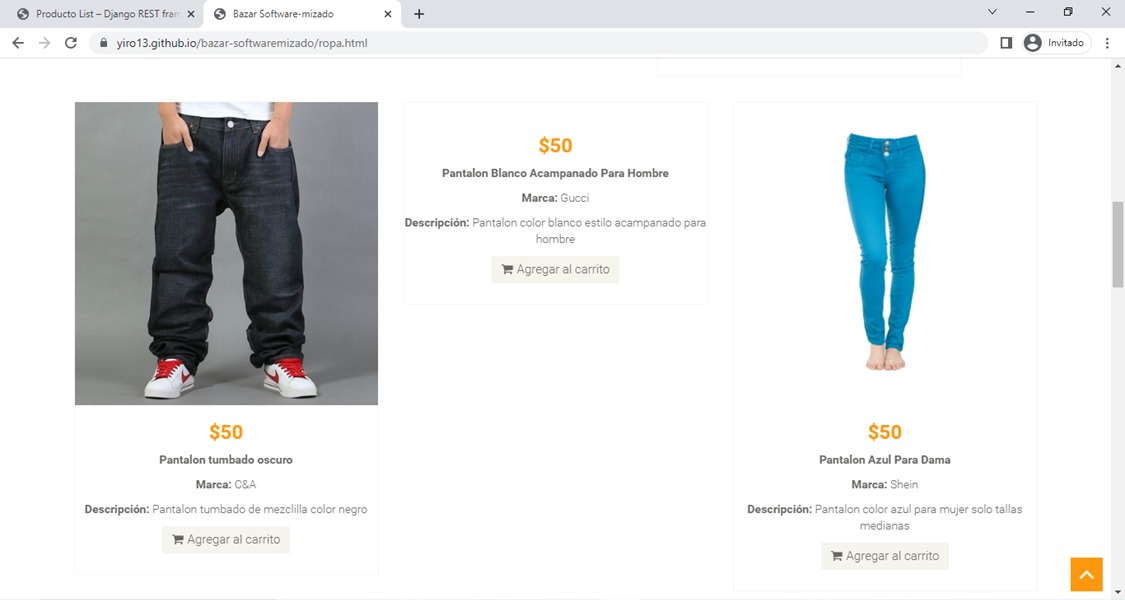 Producto List – Django REST fram
Bazar Software-mizado
yiro13.github.io/bazar-softwaremizado/ropa.html
Invitado
$50
Pantalon tumbado oscuro
Marca: C&A
Descripción: Pantalon tumbado de mezclilla color negro
Agregar al carrito
$50
Pantalon Blanco Acampanado Para Hombre
Marca: Gucci
Descripción: Pantalon color blanco estilo acampanado para
hombre
Agregar al carrito
$50
Pantalon Azul Para Dama
Marca: Shein
Descripción: Pantalon color azul para mujer solo tallas
medianas
Agregar al carrito